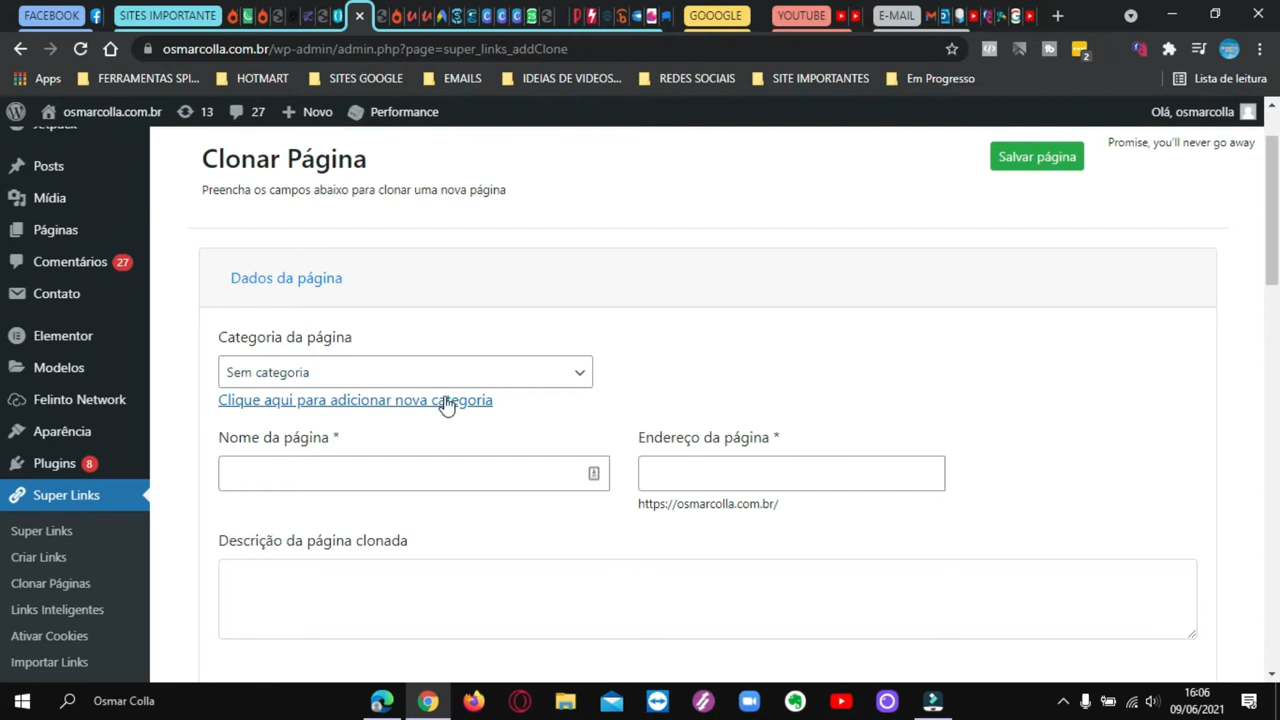 FACEBOOK SITES IMPORTANTE GOOOGLE YOUTUBE E-MAIL
osmarcolla.com.br/wp-admin/admin.php?page=super_links_addClone
2
Apps FERRAMENTAS SPI... HOTMART SITES GOOGLE EMAILS IDEIAS DE VIDEOS... REDES SOCIAIS SITE IMPORTANTES Em Progresso Lista de leitura
osmarcolla.com.br 13 27 Novo Performance Olá, osmarcolla
Jetpack
Posts
Mídia
Páginas
Comentários 27
Contato
Elementor
Modelos
Felinto Network
Aparência
Plugins 8
Super Links
Super Links
Criar Links
Clonar Páginas
Links Inteligentes
Ativar Cookies
Importar Links
Clonar Página
Preencha os campos abaixo para clonar uma nova página
Salvar página
Promise, you'll never go away
Dados da página
Categoria da página
Sem categoria
Clique aqui para adicionar nova categoria
Nome da página *
Endereço da página *
https://osmarcolla.com.br/
Descrição da página clonada
Osmar Colla
16:06
09/06/2021